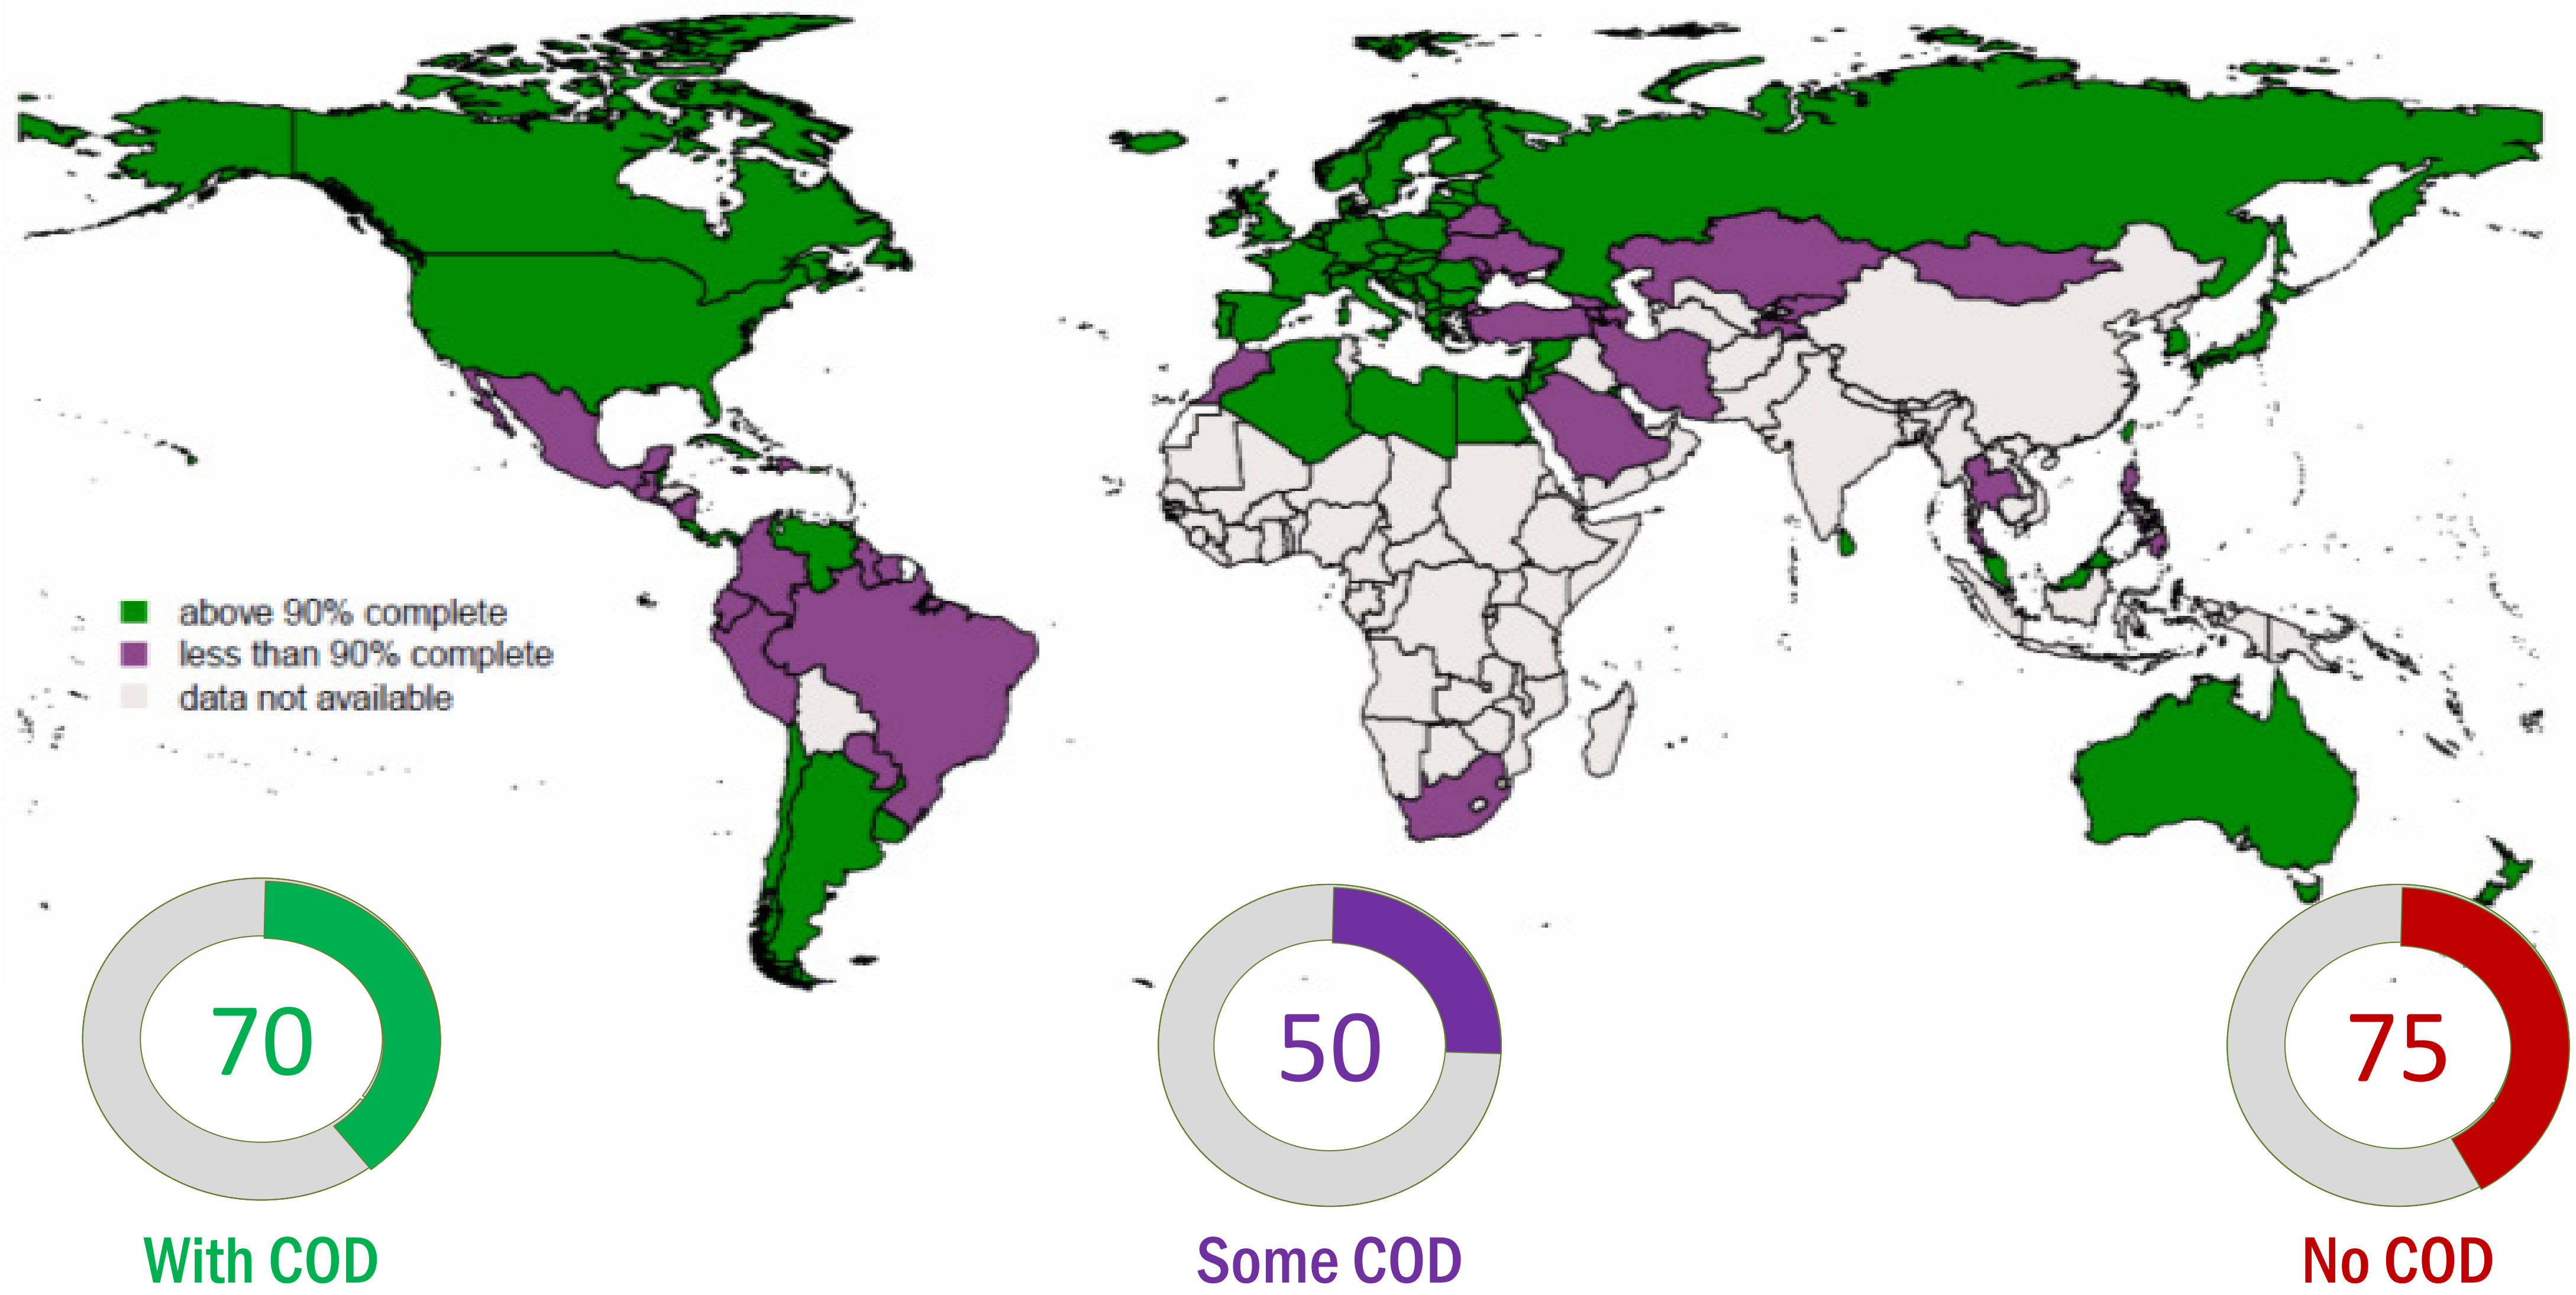 above 90% complete
less than 90% complete
data not available
70
50
75
With COD
Some COD
No COD